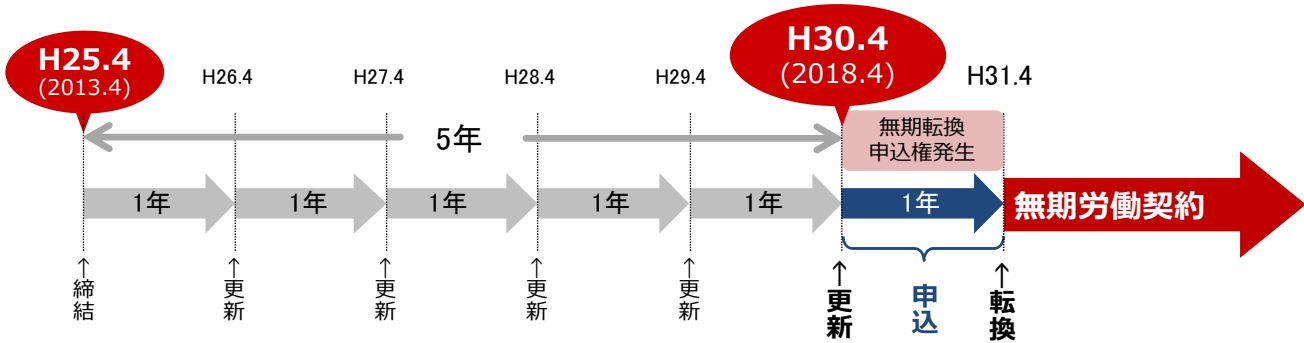 H25.4
(2013.4)
H26.4
H27.4
H28.4
H29.4
H30.4
(2018.4)
H31.4
5年
無期転換
申込権発生
1年
1年
1年
1年
1年
1年
無期労働契約
↑締結
↑更新
↑更新
↑更新
↑更新
↑更新
申込
↑転換